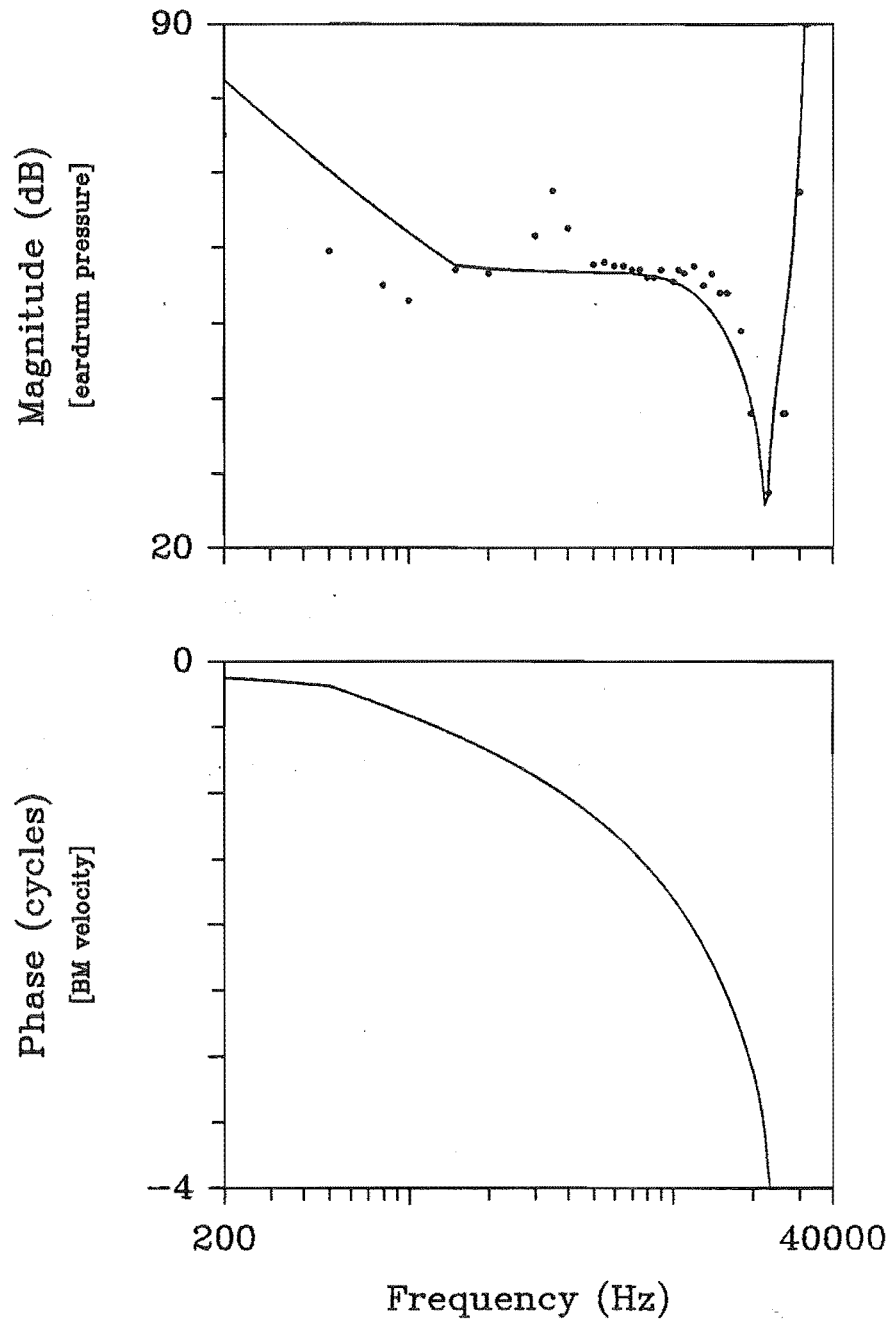 90
Magnitude (dB)
[eardrum pressure]
20
0
Phase (cycles)
[BM velocity]
−4
200
40000
Frequency (Hz)